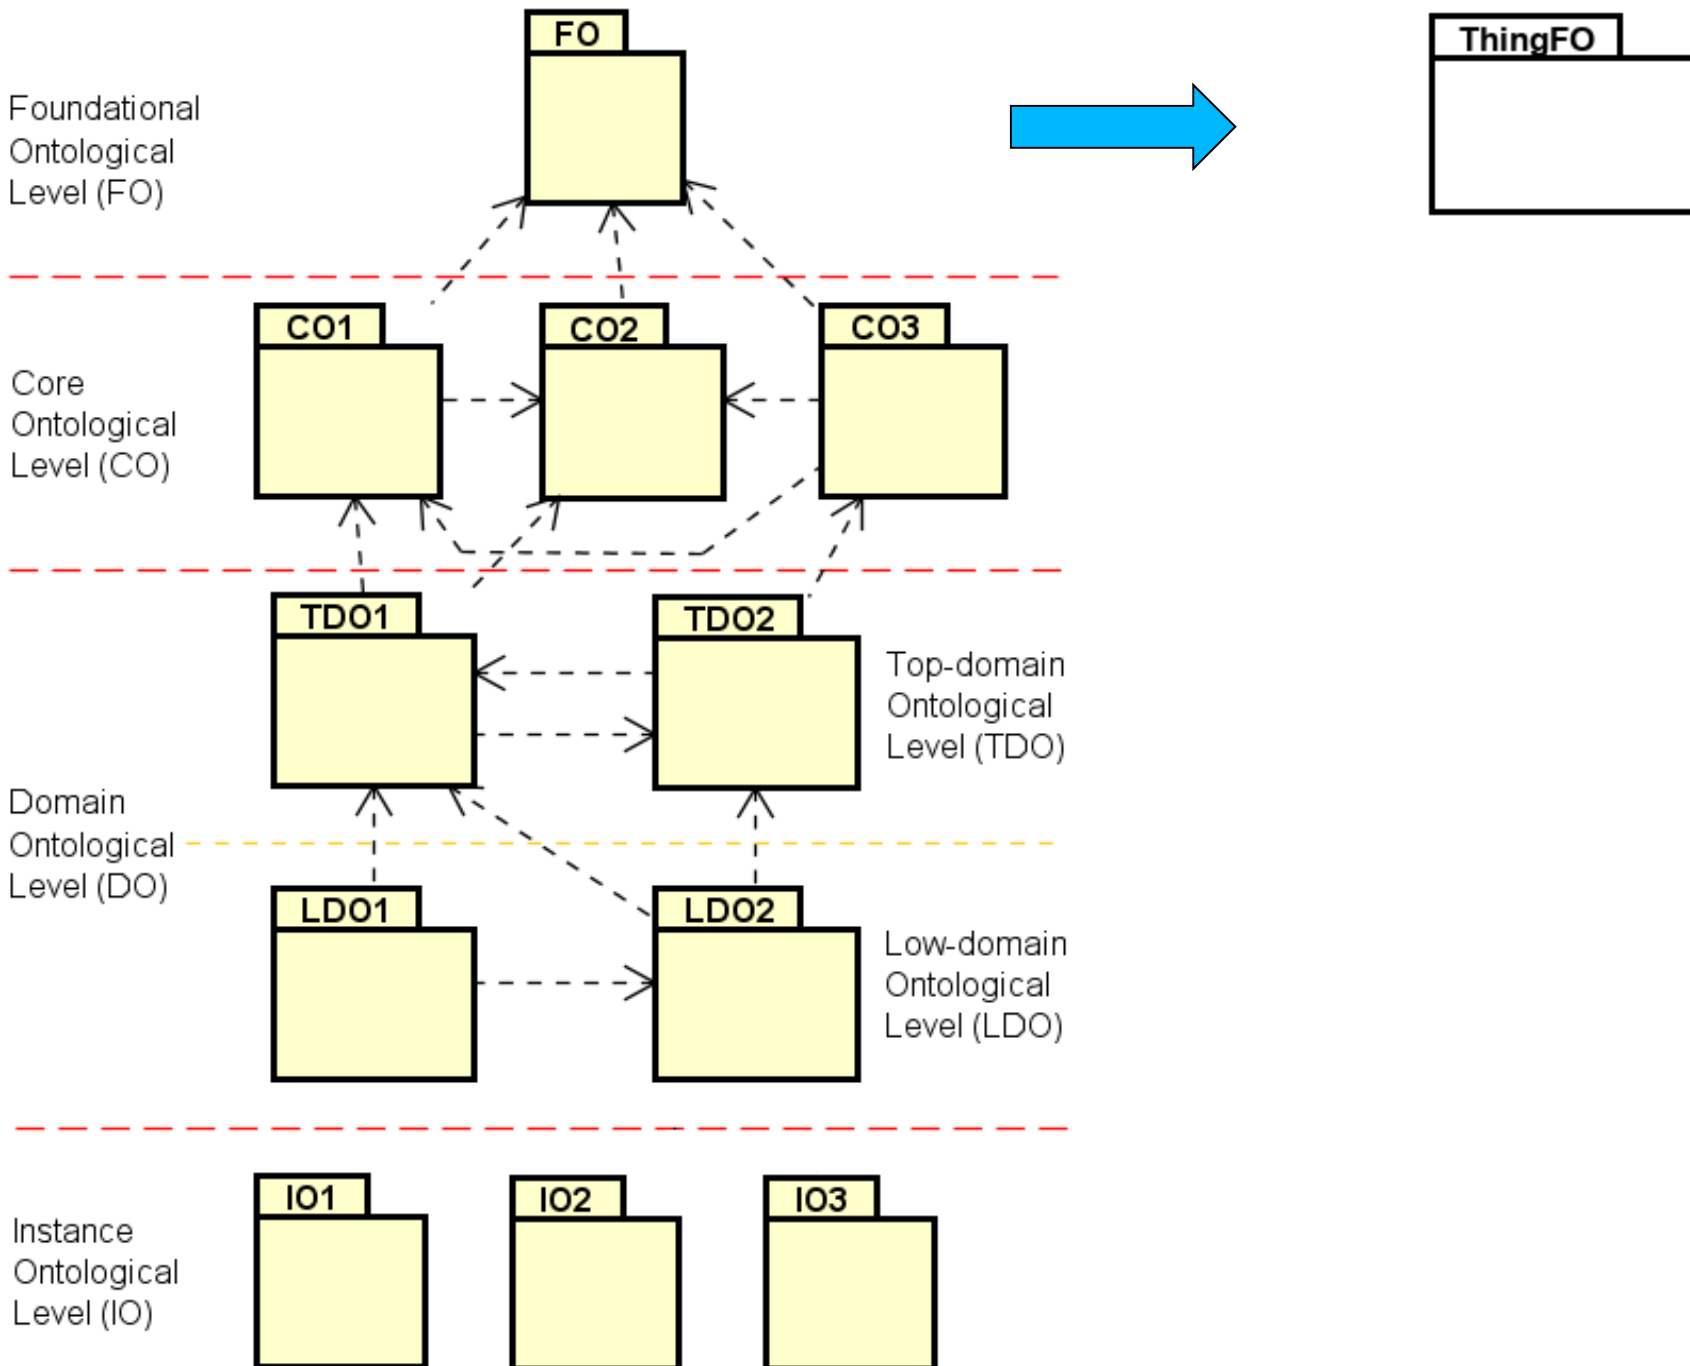 FO
ThingFO
Foundational
Ontological
Level (FO)
CO1
CO2
CO3
Core
Ontological
Level (CO)
TDO1
TDO2
Top-domain
Ontological
Level (TDO)
Domain
Ontological
Level (DO)
LDO1
LDO2
Low-domain
Ontological
Level (LDO)
IO1
IO2
IO3
Instance
Ontological
Level (IO)